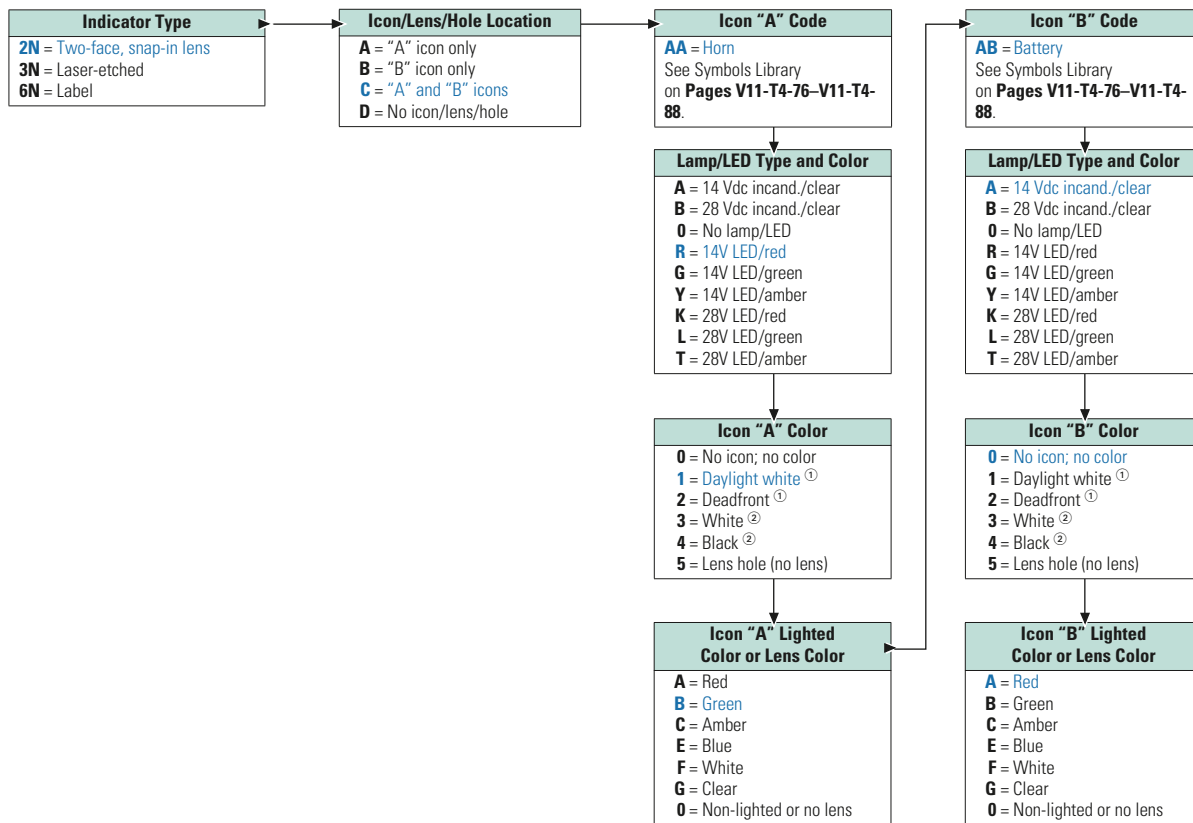 Indicator Type
2N = Two-face, snap-in lens
3N = Laser-etched
6N = Label
Icon/Lens/Hole Location
A = “A” icon only
B = “B” icon only
C = “A” and “B” icons
D = No icon/lens/hole
Icon “A” Code
AA = Horn
See Symbols Library
on Pages V11-T4-76–V11-T4-
88.
Lamp/LED Type and Color
A = 14 Vdc incand./clear
B = 28 Vdc incand./clear
0 = No lamp/LED
R = 14V LED/red
G = 14V LED/green
Y = 14V LED/amber
K = 28V LED/red
L = 28V LED/green
T = 28V LED/amber
Icon “A” Color
0 = No icon; no color
1 = Daylight white ①
2 = Deadfront ①
3 = White ②
4 = Black ②
5 = Lens hole (no lens)
Icon “A” Lighted
Color or Lens Color
A = Red
B = Green
C = Amber
E = Blue
F = White
G = Clear
0 = Non-lighted or no lens
Icon “B” Code
AB = Battery
See Symbols Library
on Pages V11-T4-76–V11-T4-
88.
Lamp/LED Type and Color
A = 14 Vdc incand./clear
B = 28 Vdc incand./clear
0 = No lamp/LED
R = 14V LED/red
G = 14V LED/green
Y = 14V LED/amber
K = 28V LED/red
L = 28V LED/green
T = 28V LED/amber
Icon “B” Color
0 = No icon; no color
1 = Daylight white ①
2 = Deadfront ①
3 = White ②
4 = Black ②
5 = Lens hole (no lens)
Icon “B” Lighted
Color or Lens Color
A = Red
B = Green
C = Amber
E = Blue
F = White
G = Clear
0 = Non-lighted or no lens